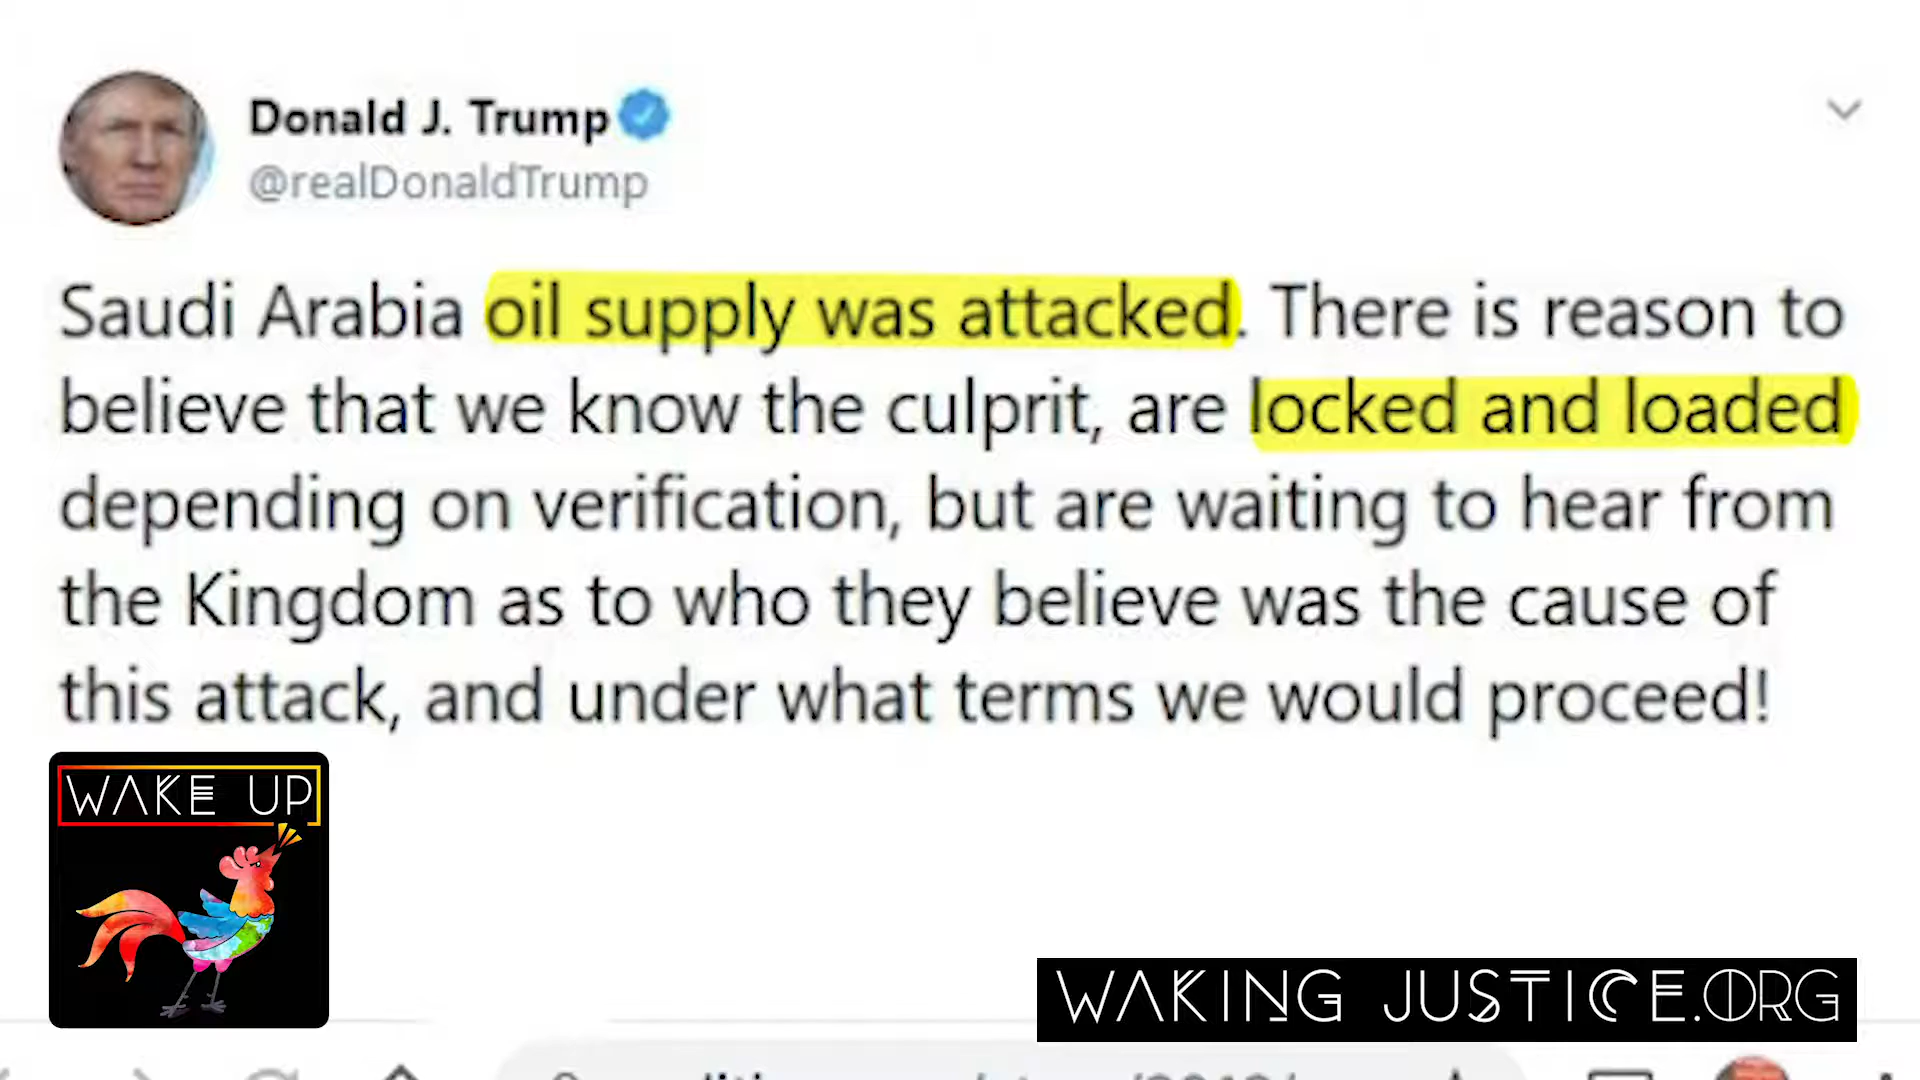 Donald J. Trump
@realDonaldTrump
Saudi Arabia oil supply was attacked. There is reason to
believe that we know the culprit, are locked and loaded
depending on verification, but are waiting to hear from
the Kingdom as to who they believe was the cause of
this attack, and under what terms we would proceed!
WAKE UP
WAKING JUSTICE.ORG